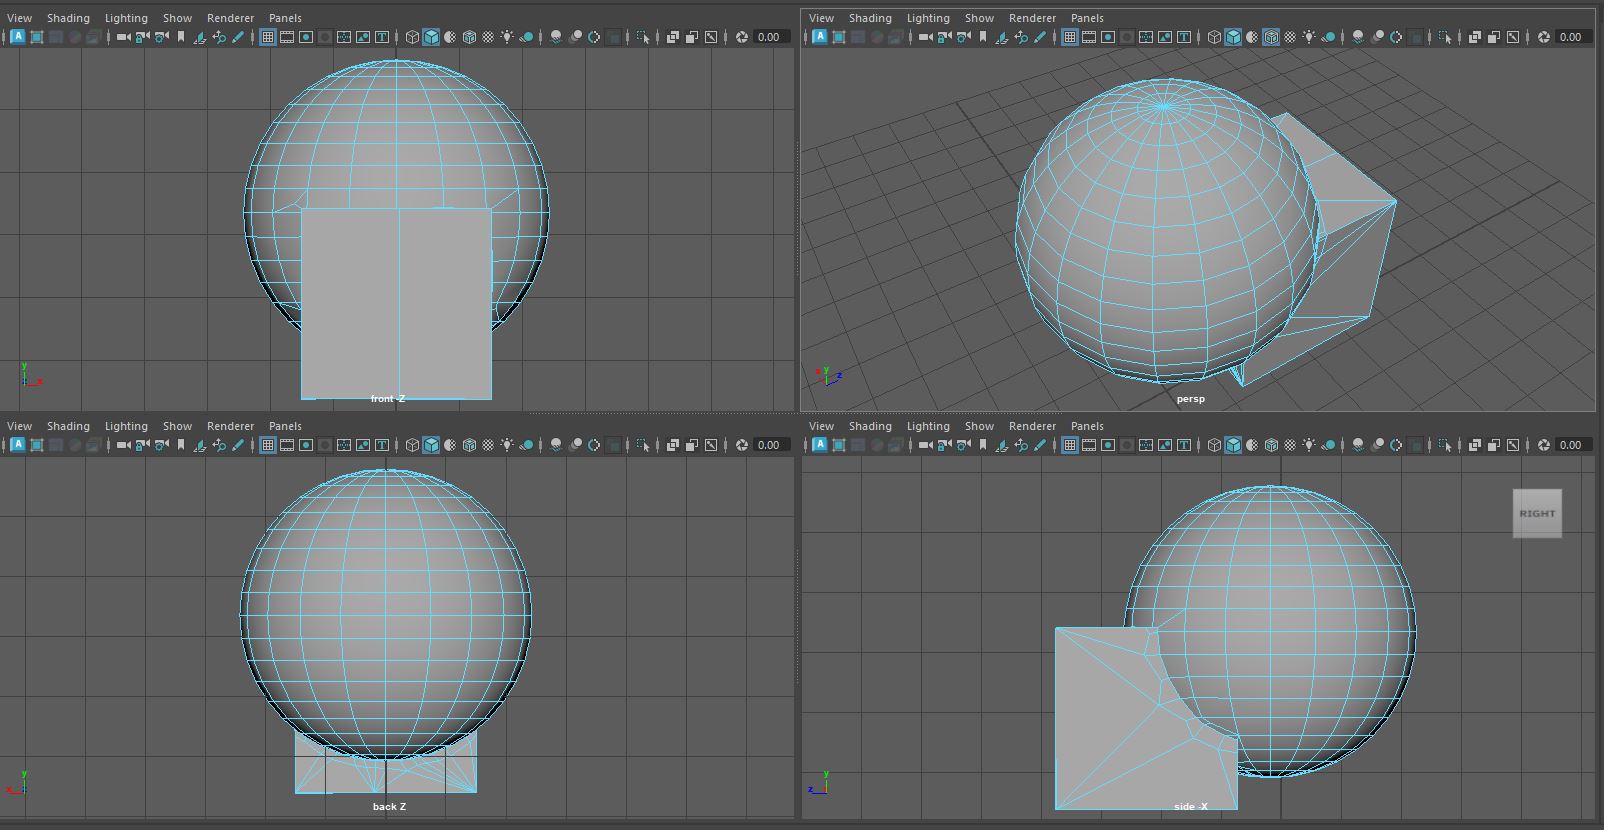 View Shading Lighting Show Renderer Panels
A T 0.00
y
x
front -Z
View Shading Lighting Show Renderer Panels
A T 0.00
x y z
persp
View Shading Lighting Show Renderer Panels
A T 0.00
y
x
back Z
View Shading Lighting Show Renderer Panels
A T 0.00
RIGHT
y
z
side -X